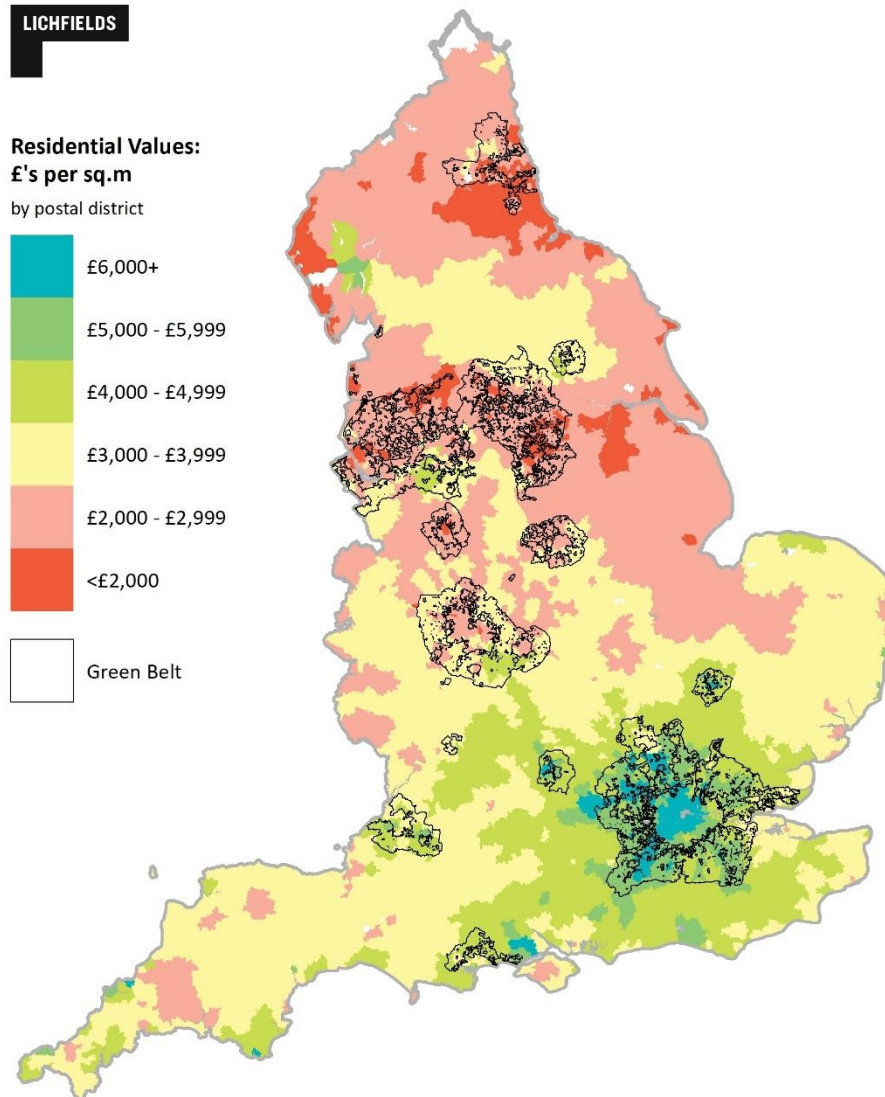 LICHFIELDS
Residential Values:
£'s per sq.m
by postal district
£6,000+
£5,000 - £5,999
£4,000 - £4,999
£3,000 - £3,999
£2,000 - £2,999
<£2,000
Green Belt